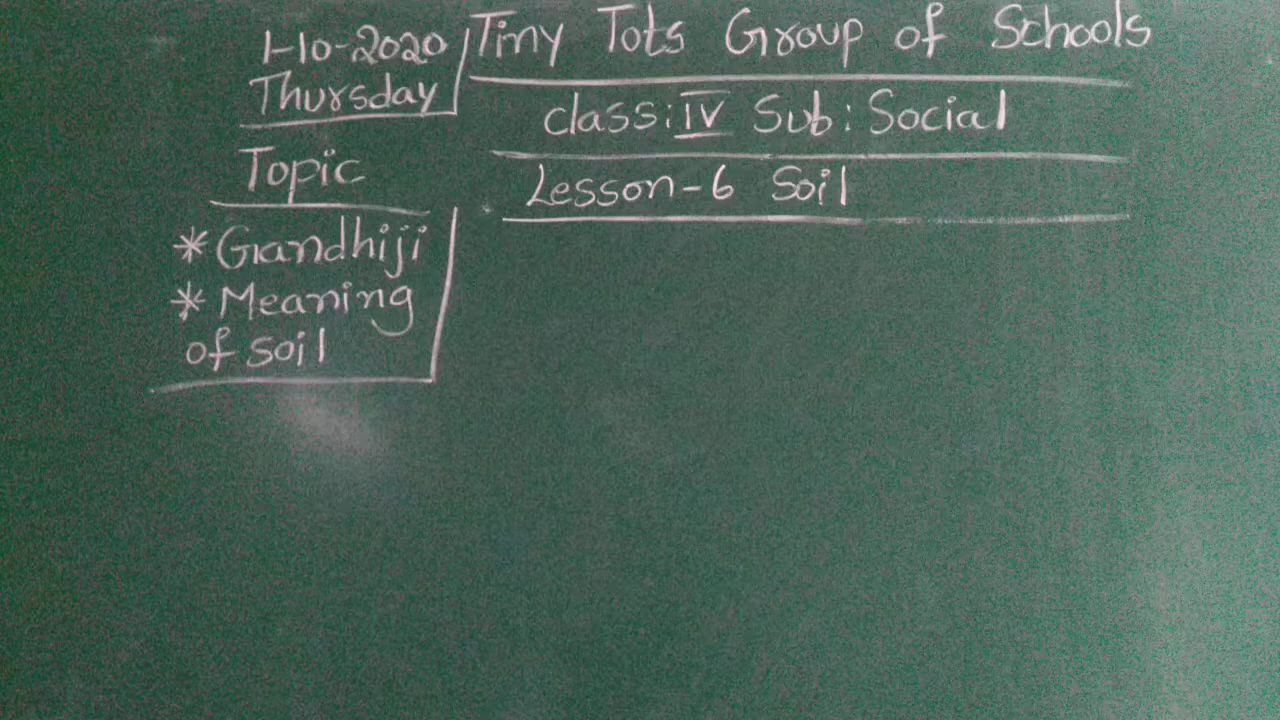 1-10-2020
Thursday
Tiny Tots Group of Schools
class: IV Sub: Social
Lesson-6 Soil
Topic
* Gandhiji
* Meaning
of soil